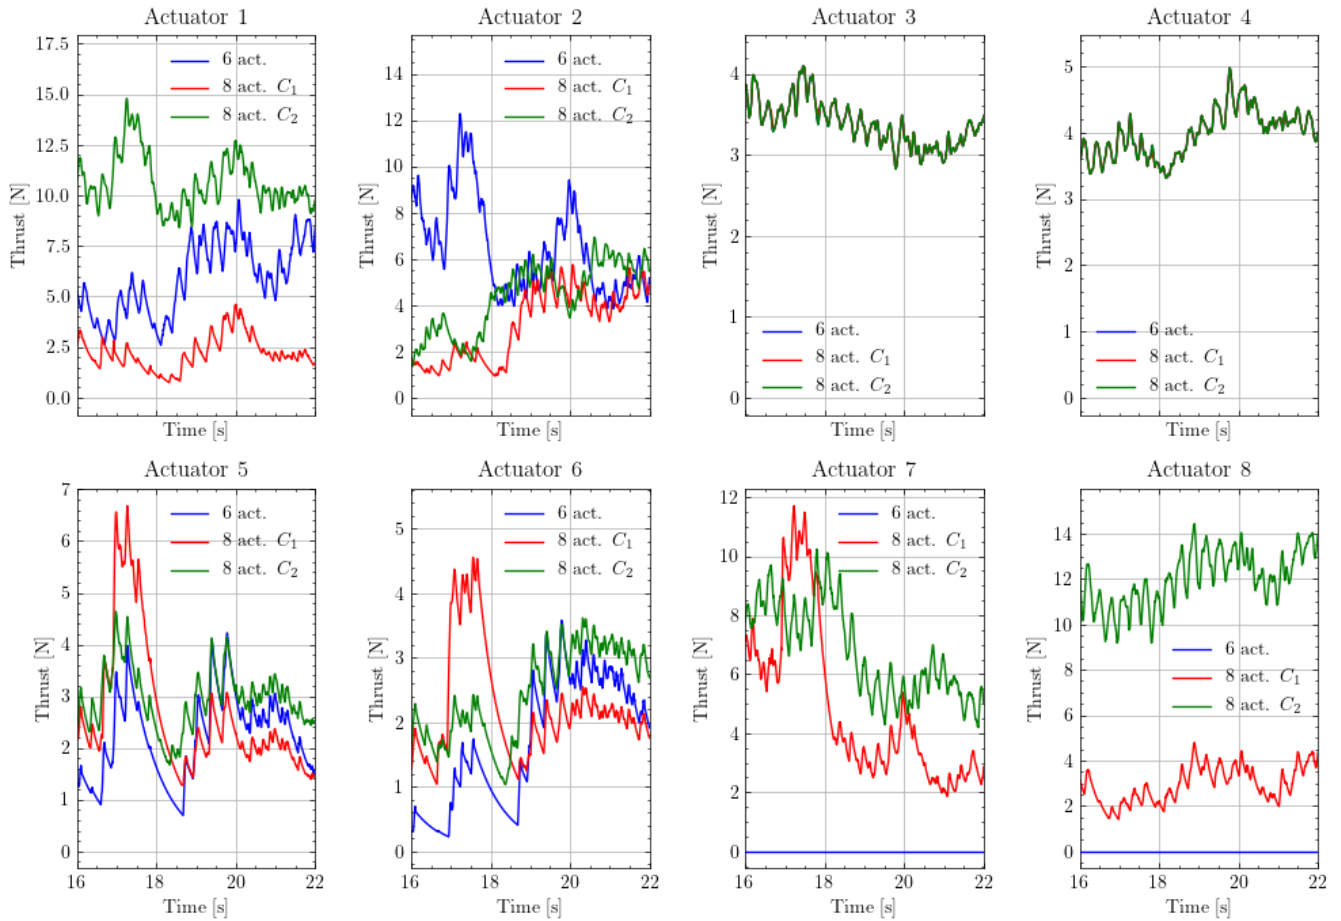 Actuator 1
Thrust [N]
17.5
15.0
12.5
10.0
7.5
5.0
2.5
0.0
6 act.
8 act. C₁
8 act. C₂
Time [s]
Actuator 2
Thrust [N]
14
12
10
8
6
4
2
0
6 act.
8 act. C₁
8 act. C₂
Time [s]
Actuator 3
Thrust [N]
4
3
2
1
0
6 act.
8 act. C₁
8 act. C₂
Time [s]
Actuator 4
Thrust [N]
5
4
3
2
1
0
6 act.
8 act. C₁
8 act. C₂
Time [s]
Actuator 5
Thrust [N]
7
6
5
4
3
2
1
0
6 act.
8 act. C₁
8 act. C₂
16 18 20 22
Time [s]
Actuator 6
Thrust [N]
5
4
3
2
1
0
6 act.
8 act. C₁
8 act. C₂
16 18 20 22
Time [s]
Actuator 7
Thrust [N]
12
10
8
6
4
2
0
6 act.
8 act. C₁
8 act. C₂
16 18 20 22
Time [s]
Actuator 8
Thrust [N]
14
12
10
8
6
4
2
0
6 act.
8 act. C₁
8 act. C₂
16 18 20 22
Time [s]